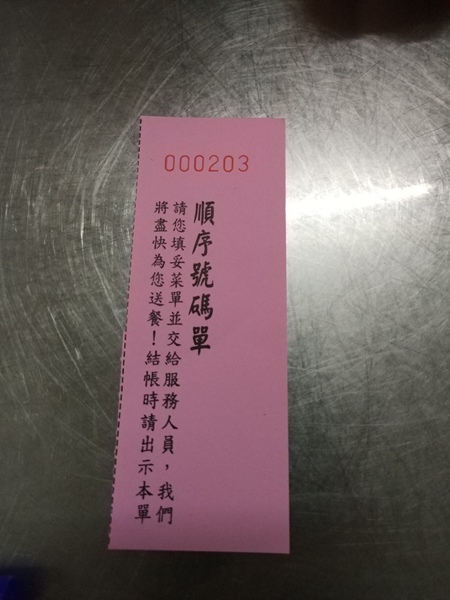 000203
順序號碼單
請您填妥菜單並交給服務人員，我們
將盡快為您送餐！結帳時請出示本單